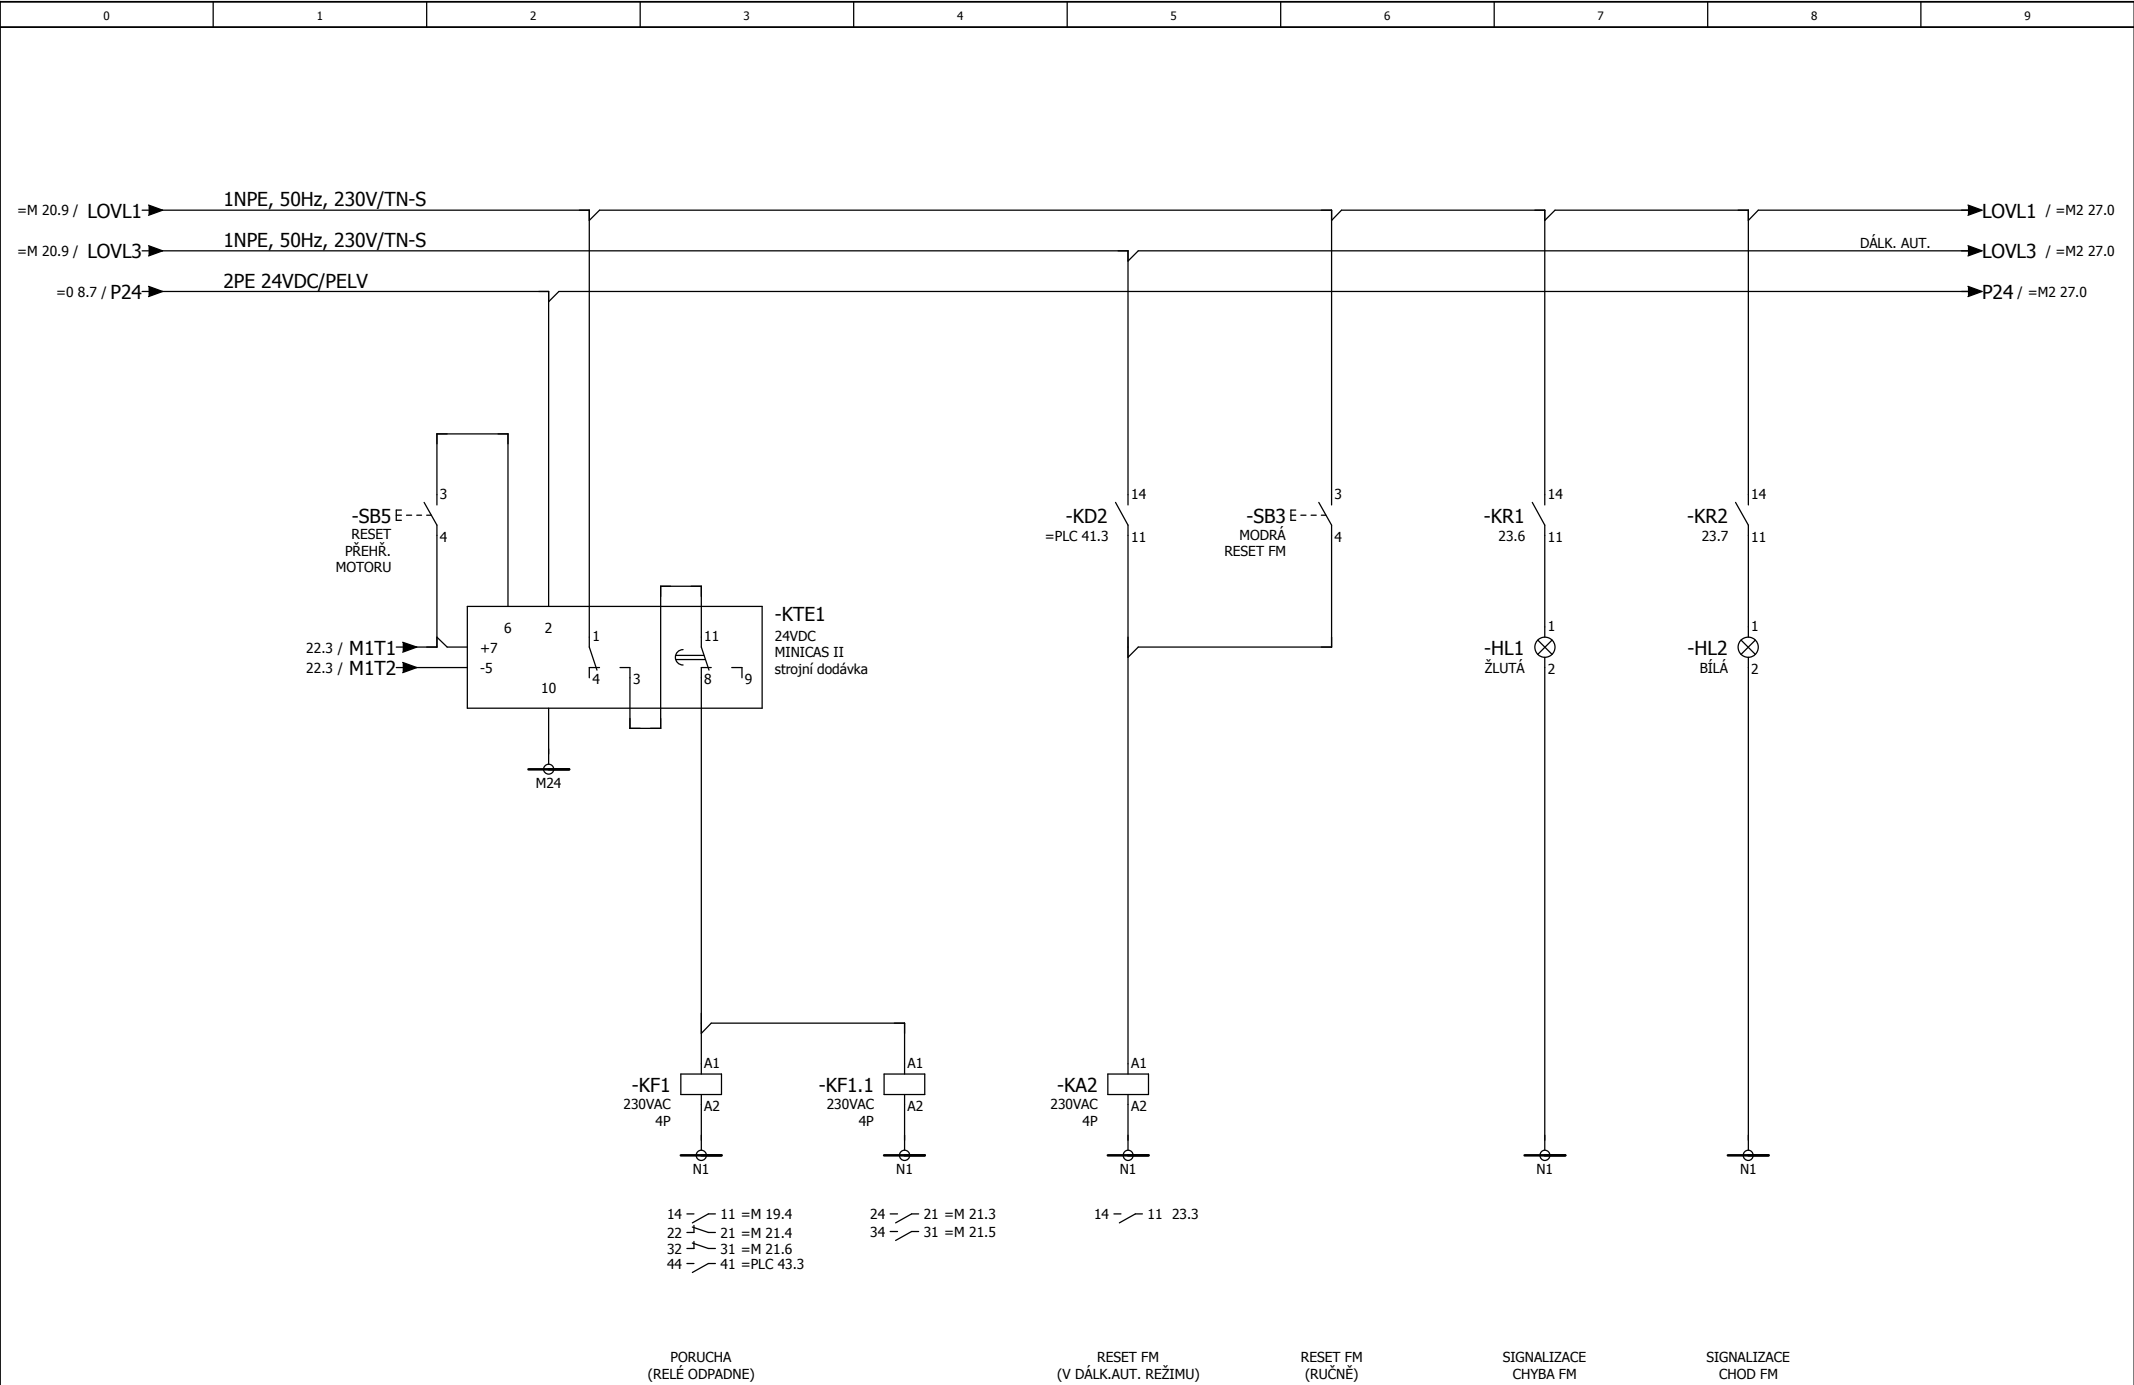 0 1 2 3 4 5 6 7 8 9
=M 20.9 / LOVL1 1NPE, 50Hz, 230V/TN-S LOVL1 / =M2 27.0
=M 20.9 / LOVL3 1NPE, 50Hz, 230V/TN-S DÁLK. AUT. LOVL3 / =M2 27.0
=0 8.7 / P24 2PE 24VDC/PELV P24 / =M2 27.0
3 14 3 14 14
-SB5 E -KD2 -SB3 E -KR1 -KR2
RESET 4 =PLC 41.3 11 MODRÁ 4 23.6 11 23.7 11
PŘEHŘ. RESET FM
MOTORU
-KTE1
6 2 1 11 24VDC 1 1
22.3 / M1T1 +7 MINICAS II -HL1 -HL2
22.3 / M1T2 -5 4 3 8 9 strojní dodávka ŽLUTÁ 2 BÍLÁ 2
10
M24
A1 A1 A1
-KF1 -KF1.1 -KA2
230VAC A2 230VAC A2 230VAC A2
4P 4P 4P
N1 N1 N1 N1 N1
14 11 =M 19.4 24 21 =M 21.3 14 11 23.3
22 21 =M 21.4 34 31 =M 21.5
32 31 =M 21.6
44 41 =PLC 43.3
PORUCHA RESET FM RESET FM SIGNALIZACE SIGNALIZACE
(RELÉ ODPADNE) (V DÁLK.AUT. REŽIMU) (RUČNĚ) CHYBA FM CHOD FM